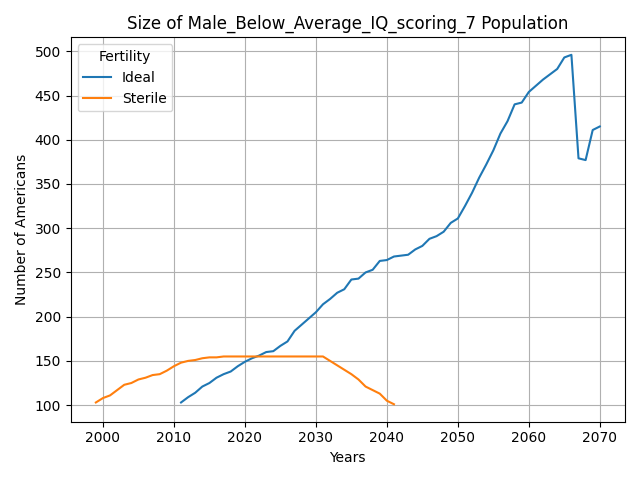 Size of Male_Below_Average_IQ_scoring_7 Population
Fertility
Ideal
Sterile
Number of Americans
500
450
400
350
300
250
200
150
100
2000 2010 2020 2030 2040 2050 2060 2070
Years